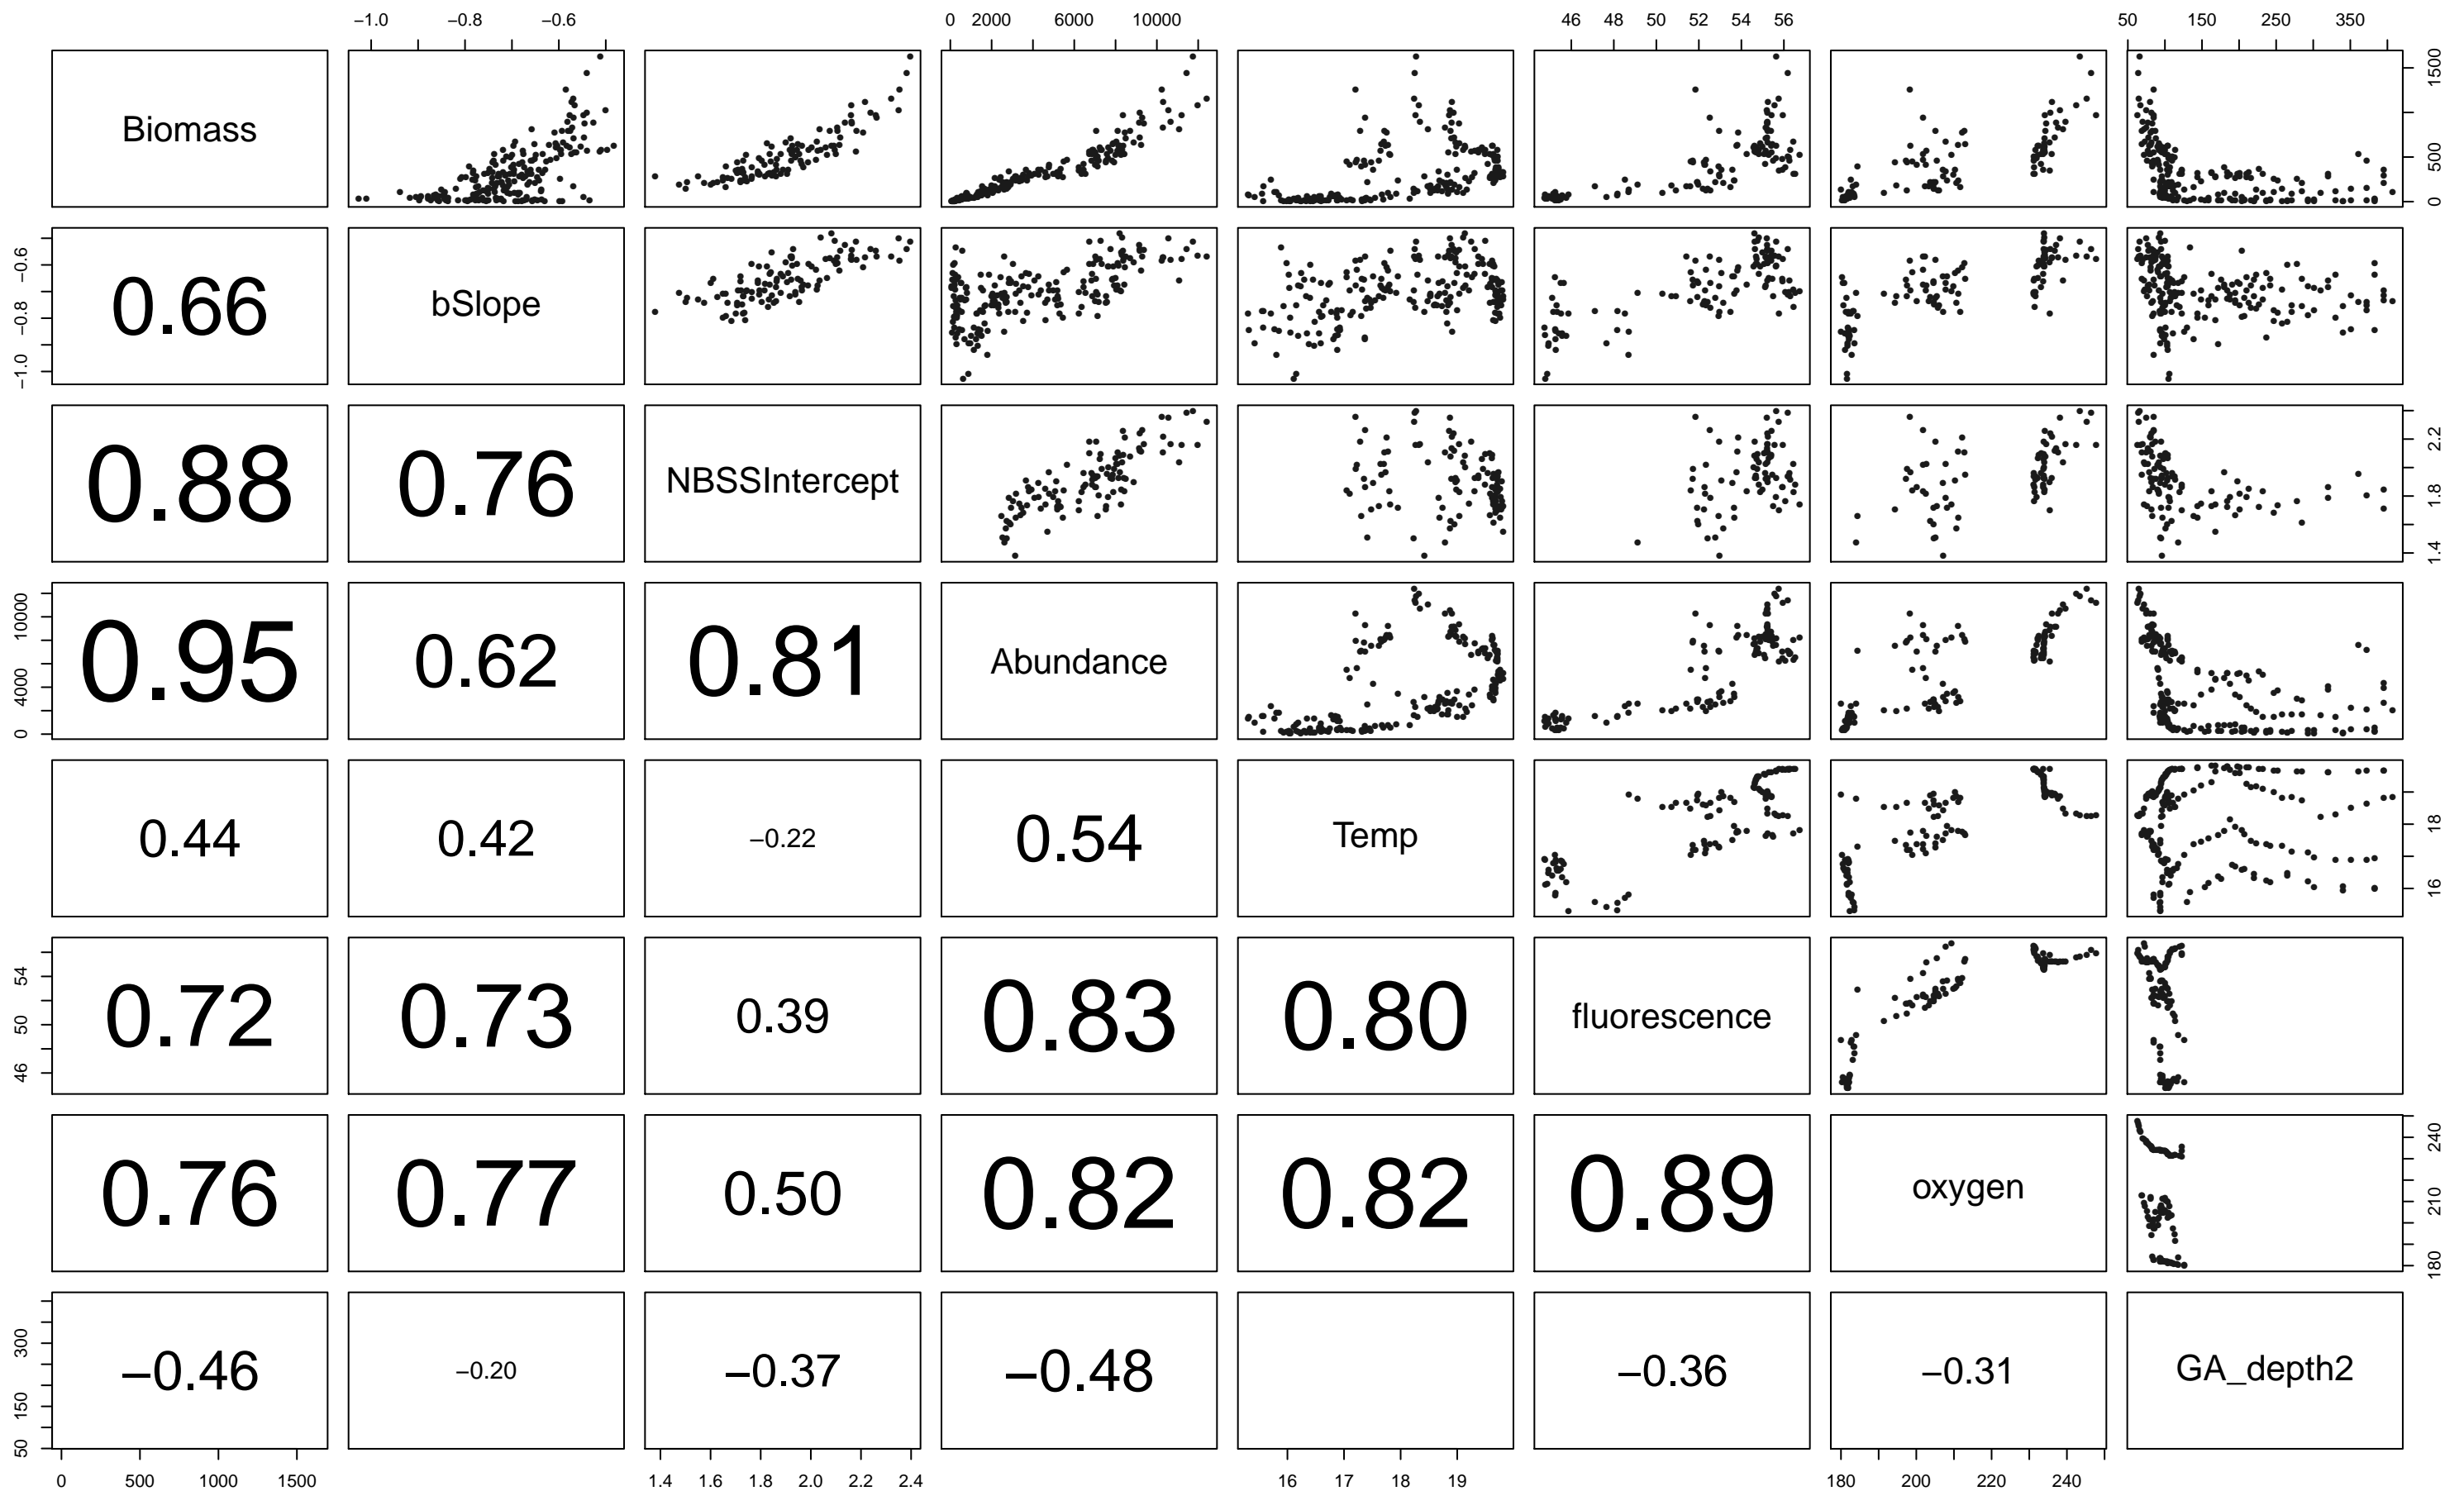 −1.0 −0.8 −0.6 0 2000 6000 10000 46 48 50 52 54 56 50 150 250 350
Biomass 0 500 1500
−1.0 −0.8 −0.6 0.66 bSlope
0.88 0.76 NBSSIntercept 1.4 1.8 2.2
0 4000 10000 0.95 0.62 0.81 Abundance
0.44 0.42 −0.22 0.54 Temp 16 18
46 50 54 0.72 0.73 0.39 0.83 0.80 fluorescence
0.76 0.77 0.50 0.82 0.82 0.89 oxygen 180 210 240
50 150 300 −0.46 −0.20 −0.37 −0.48 −0.36 −0.31 GA_depth2
0 500 1000 1500 1.4 1.6 1.8 2.0 2.2 2.4 16 17 18 19 180 200 220 240